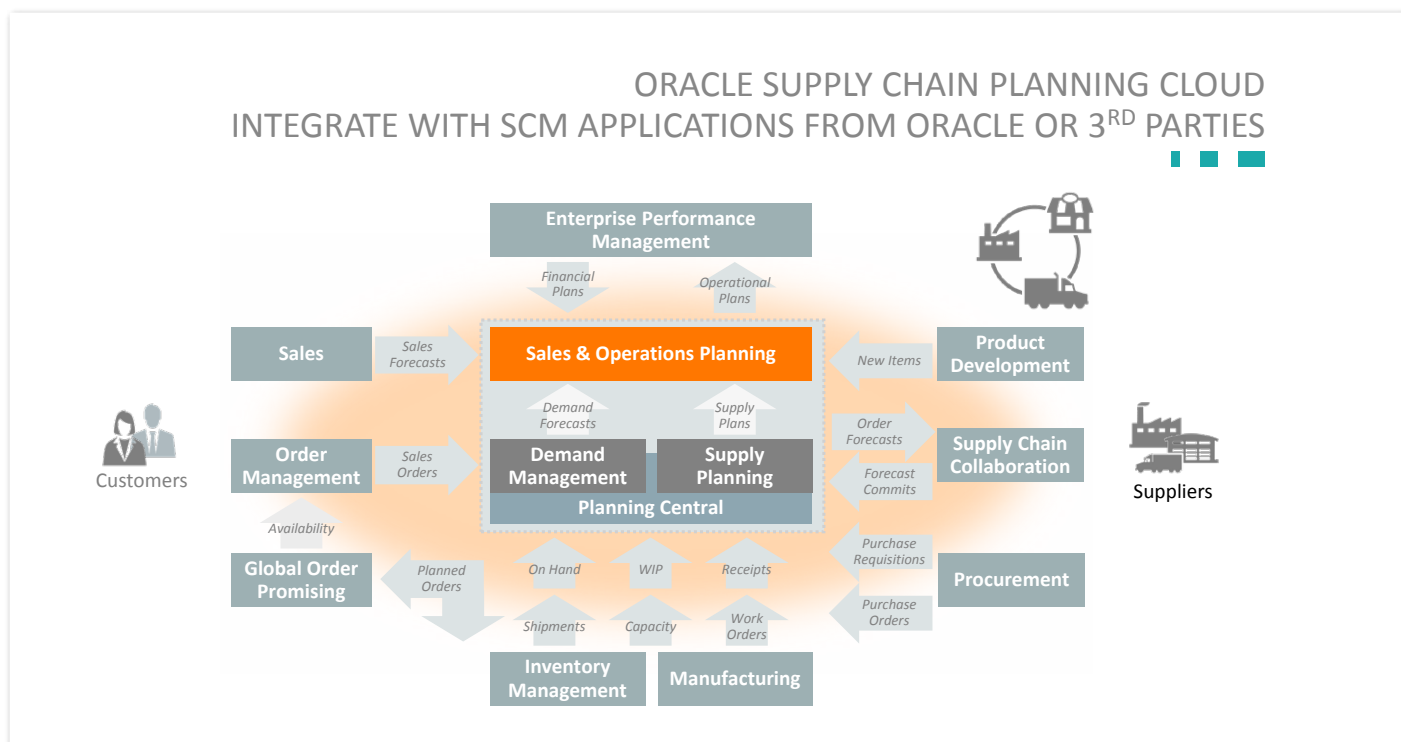 ORACLE SUPPLY CHAIN PLANNING CLOUD
INTEGRATE WITH SCM APPLICATIONS FROM ORACLE OR 3RD PARTIES
Enterprise Performance
Management
Financial
Plans
Operational
Plans
Sales
Sales
Forecasts
Sales & Operations Planning
New Items
Product
Development
Demand
Forecasts
Supply
Plans
Order
Forecasts
Customers
Order
Management
Sales
Orders
Demand
Management
Supply
Planning
Planning Central
Forecast
Commits
Supply Chain
Collaboration
Suppliers
Availability
Global Order
Promising
Planned
Orders
On Hand
WIP
Receipts
Purchase
Requisitions
Procurement
Shipments
Capacity
Work
Orders
Purchase
Orders
Inventory
Management
Manufacturing